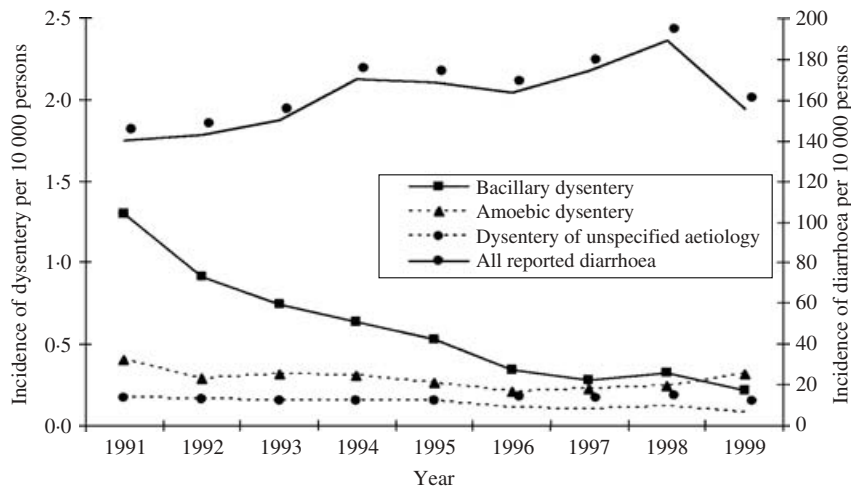 Incidence of dysentery per 10 000 persons
2·5
2·0
1·5
1·0
0·5
0·0
Bacillary dysentery
Amoebic dysentery
Dysentery of unspecified aetiology
All reported diarrhoea
200
180
160
140
120
100
80
60
40
20
0
Incidence of diarrhoea per 10 000 persons
1991 1992 1993 1994 1995 1996 1997 1998 1999
Year